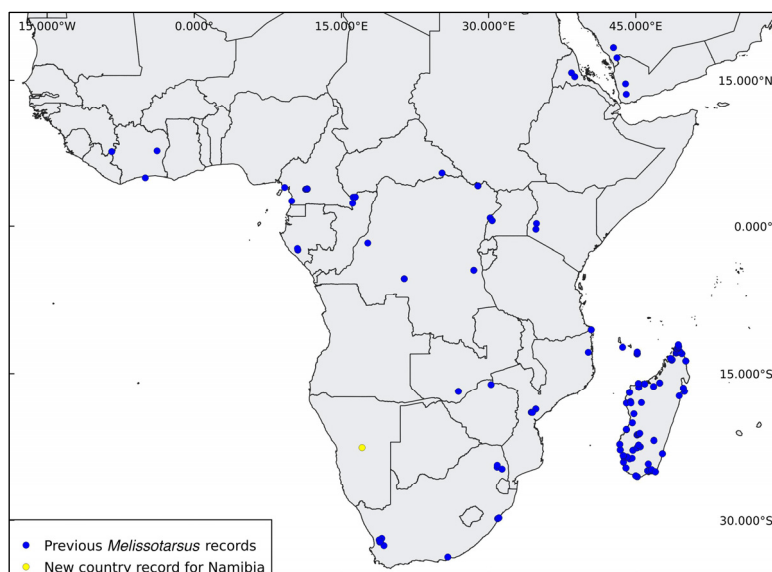 15.000°W 0.000° 15.000°E 30.000°E 45.000°E
15.000°N
0.000°
15.000°S
30.000°S
Previous Melissotarsus records
New country record for Namibia